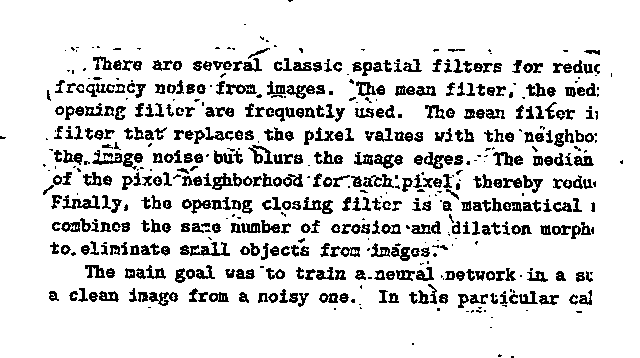 There are several classic spatial filters for reduc
frequency noise from images. The mean filter, the med
opening filter are frequently used. The mean filter i
filter that replaces the pixel values with the neighbo
the image noise but blurs the image edges. The median
of the pixel neighborhood for each pixel, thereby redu
Finally, the opening closing filter is a mathematical
combines the same number of erosion and dilation morph
to eliminate small objects from images.
The main goal was to train a neural network in a su
a clean image from a noisy one. In this particular ca